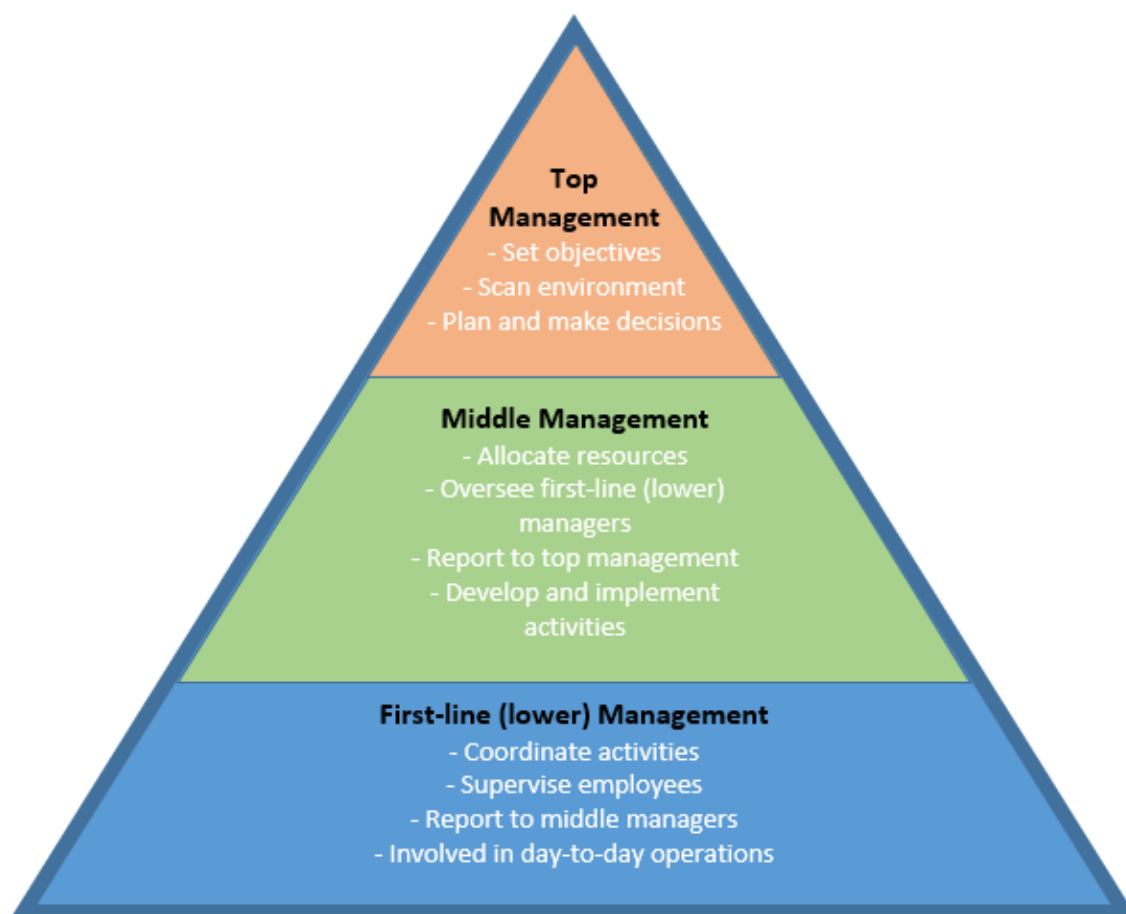 Top
Management
- Set objectives
- Scan environment
- Plan and make decisions
Middle Management
- Allocate resources
- Oversee first-line (lower)
managers
- Report to top management
- Develop and implement
activities
First-line (lower) Management
- Coordinate activities
- Supervise employees
- Report to middle managers
- Involved in day-to-day operations